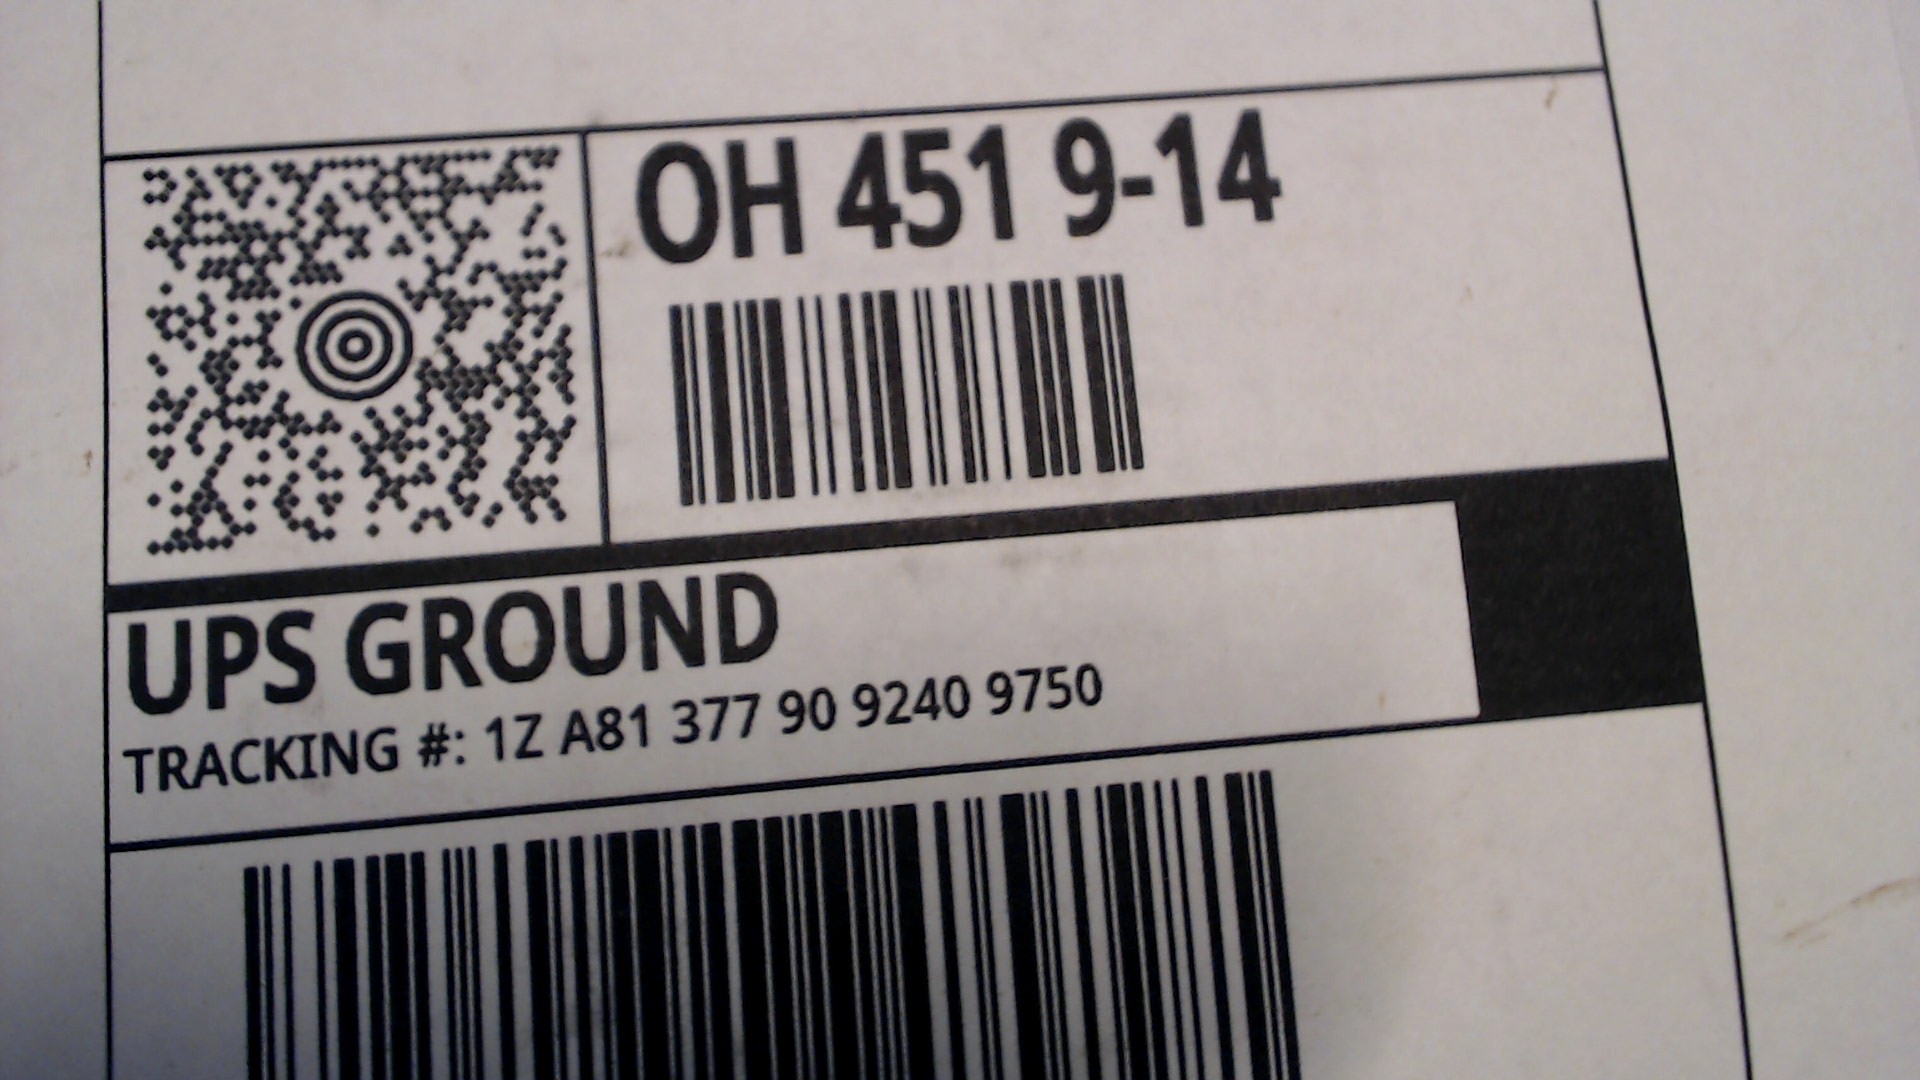 OH 451 9-14
UPS GROUND
TRACKING #: 1Z A81 377 90 9240 9750